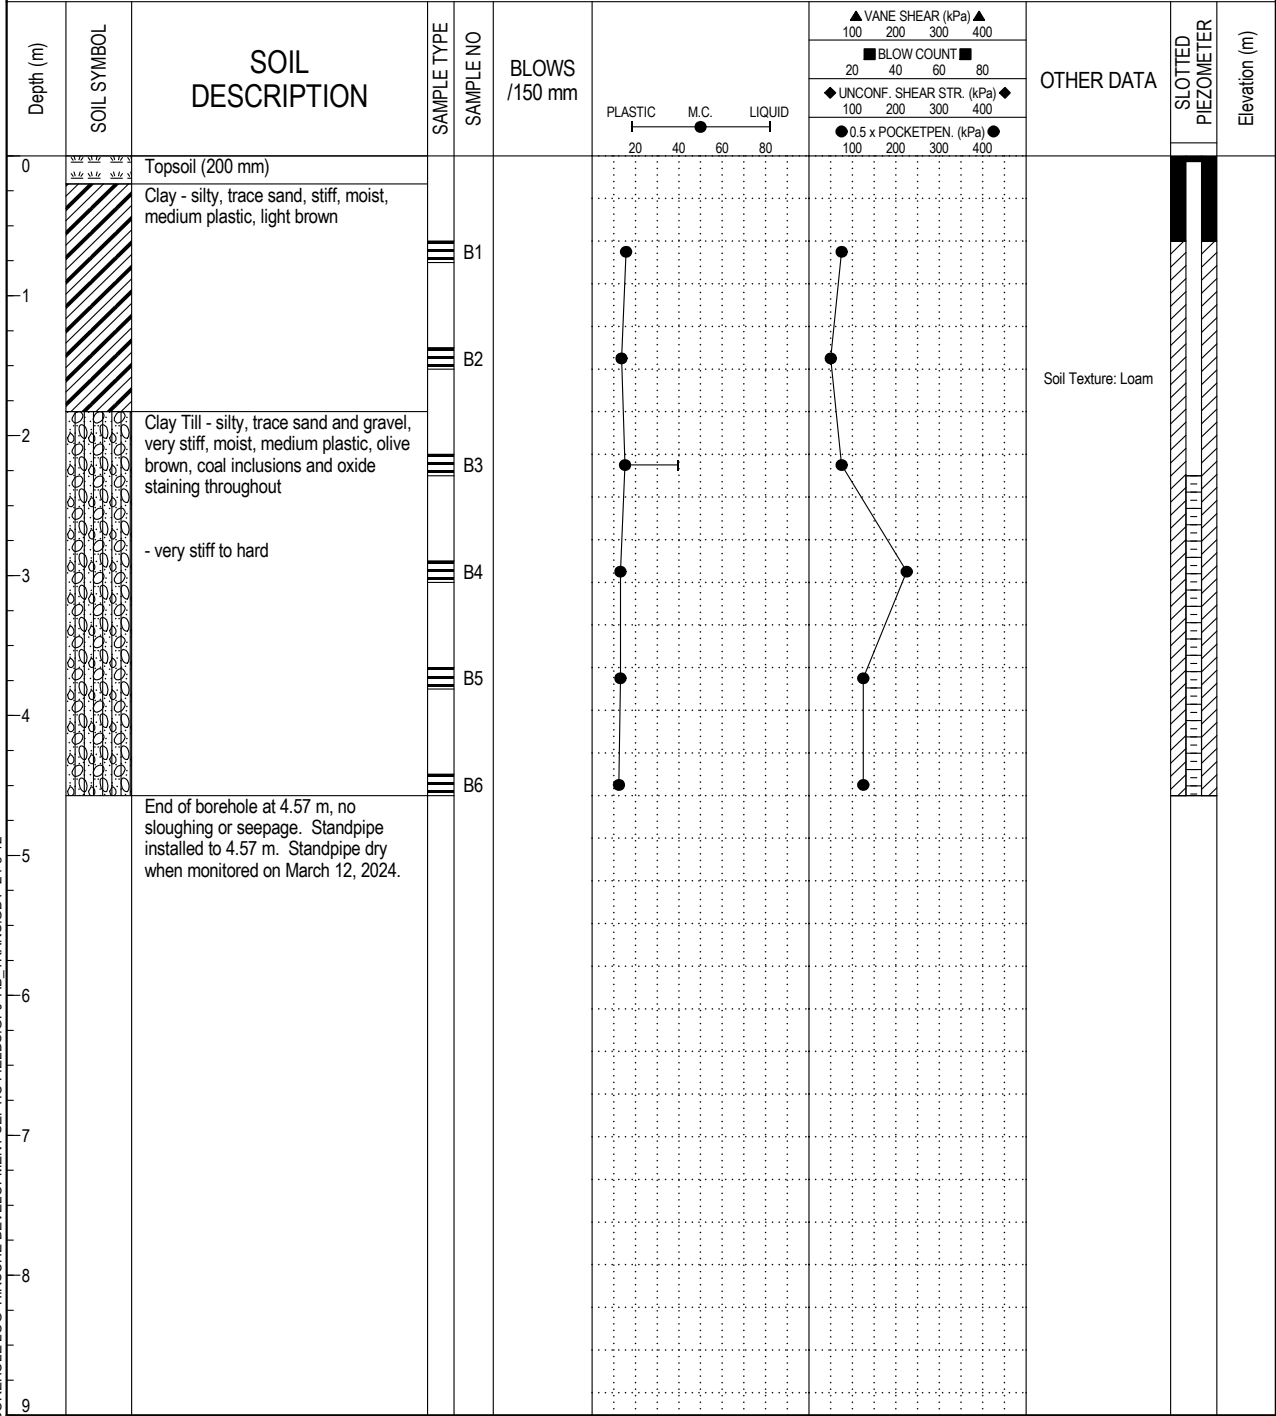 Depth (m)
SOIL SYMBOL
SOIL
DESCRIPTION
SAMPLE TYPE
SAMPLE NO
BLOWS
/150 mm
PLASTIC M.C. LIQUID
20 40 60 80
▲ VANE SHEAR (kPa) ▲
100 200 300 400
■ BLOW COUNT ■
20 40 60 80
◆ UNCONF. SHEAR STR. (kPa) ◆
100 200 300 400
● 0.5 x POCKETPEN. (kPa) ●
100 200 300 400
OTHER DATA
SLOTTED
PIEZOMETER
Elevation (m)
0
Topsoil (200 mm)
Clay - silty, trace sand, stiff, moist,
medium plastic, light brown
B1
1
B2
Soil Texture: Loam
Clay Till - silty, trace sand and gravel,
very stiff, moist, medium plastic, olive
brown, coal inclusions and oxide
staining throughout
2
B3
- very stiff to hard
B4
3
B5
4
B6
End of borehole at 4.57 m, no
sloughing or seepage. Standpipe
installed to 4.57 m. Standpipe dry
when monitored on March 12, 2024.
5
6
7
8
9